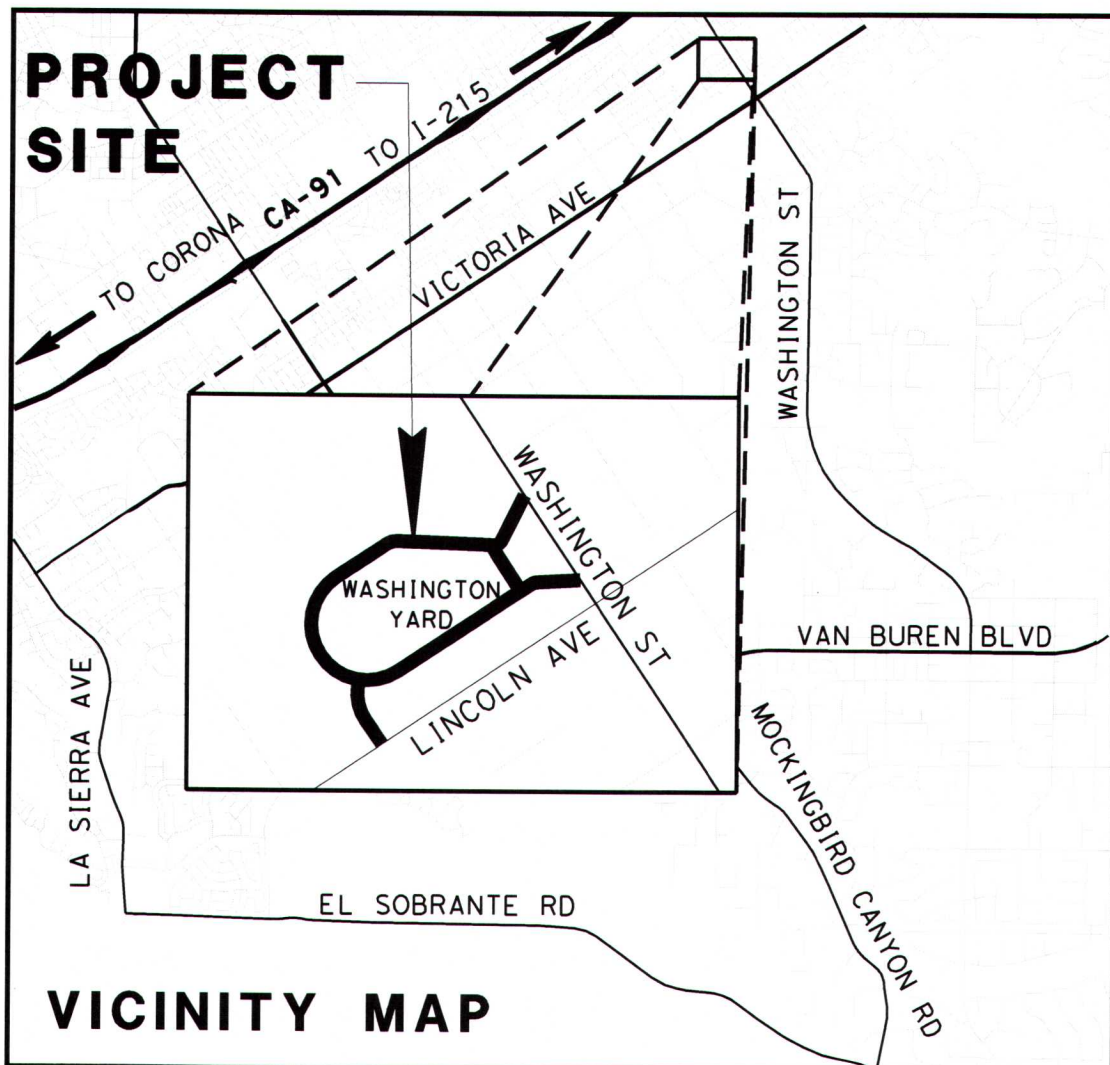 PROJECT
SITE
TO CORONA CA-91 TO I-215
VICTORIA AVE
WASHINGTON ST
WASHINGTON ST
WASHINGTON
YARD
LINCOLN AVE
VAN BUREN BLVD
LA SIERRA AVE
MOCKINGBIRD CANYON RD
EL SOBRANTE RD
VICINITY MAP